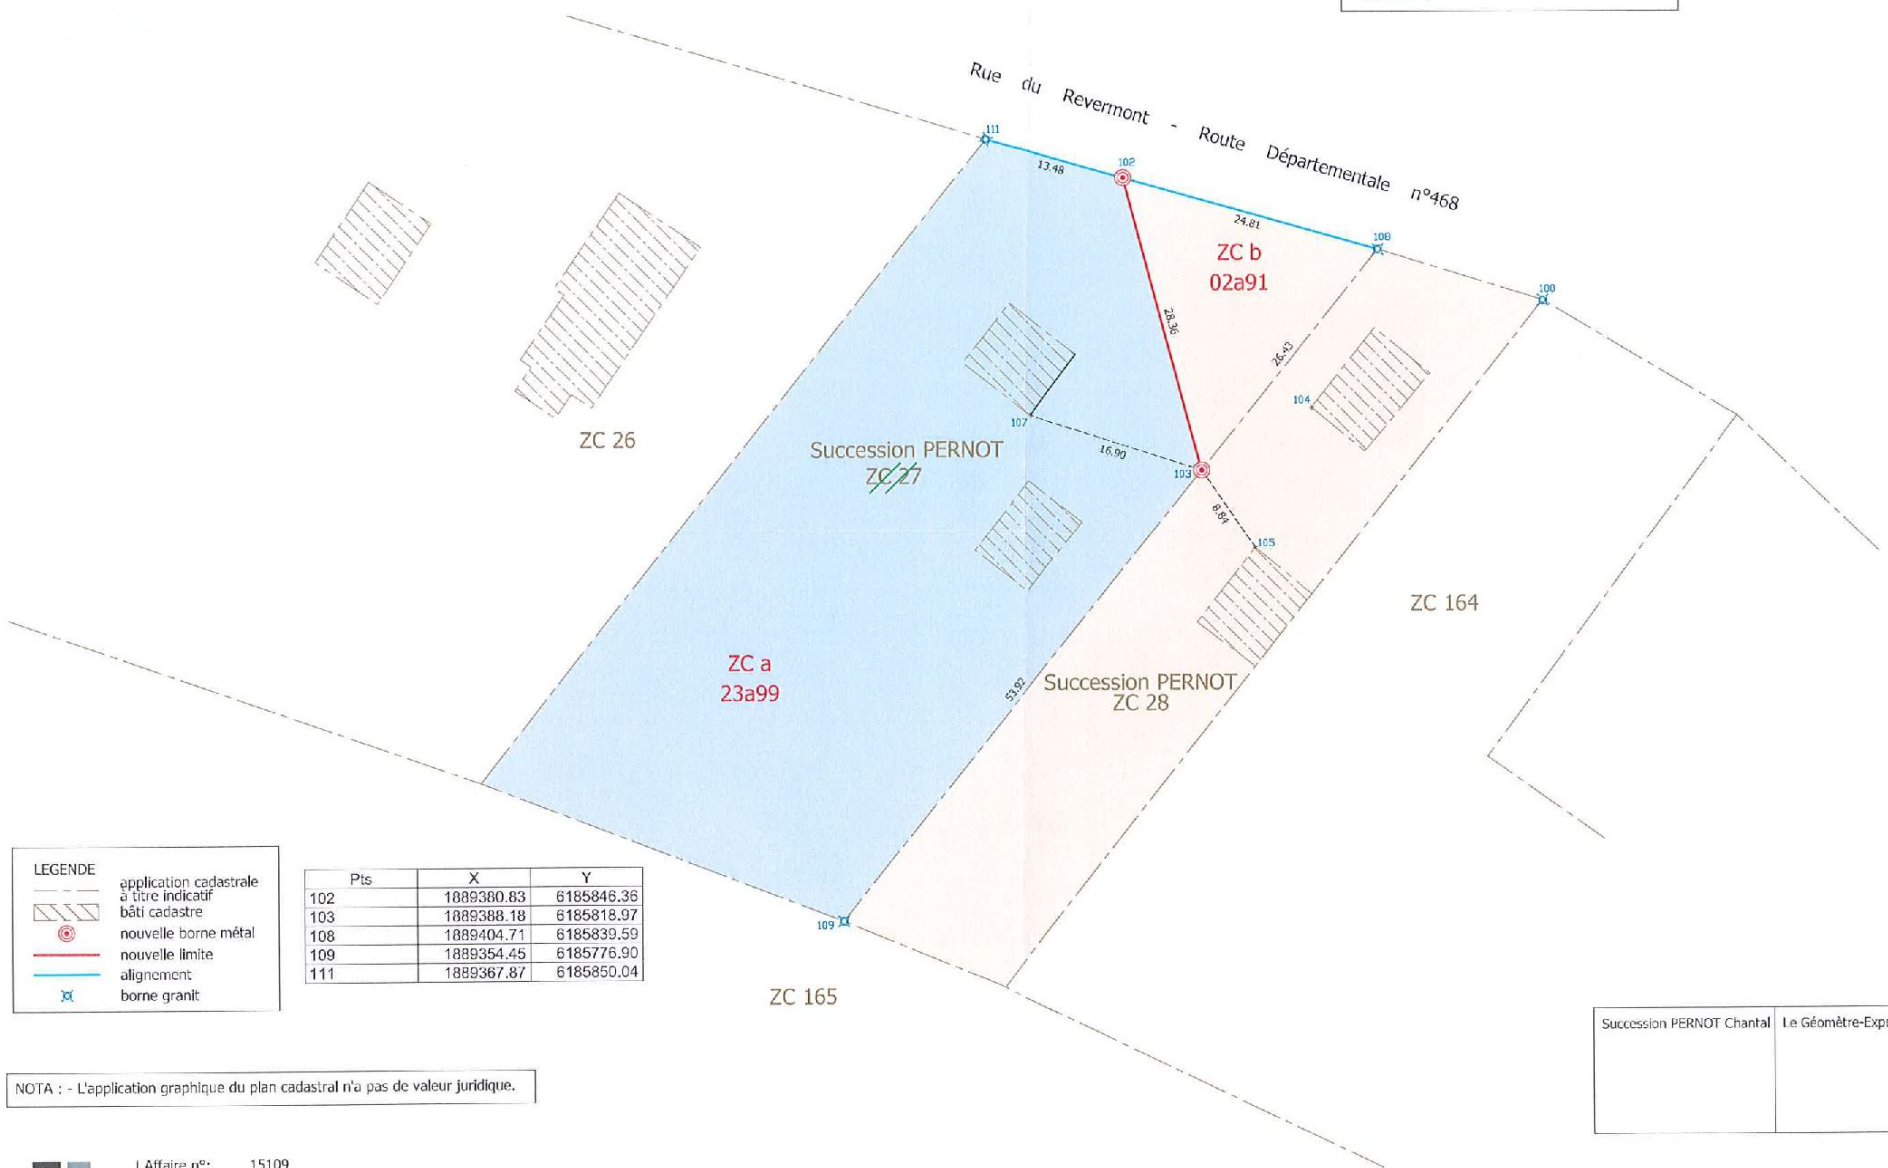 Rue du Revermont - Route Départementale n°468
111
13.48
102
24.81
108
100
ZC b
02a91
28.36
26.43
104
107
16.90
103
8.84
105
ZC 26
Succession PERNOT
ZC 27
ZC 164
ZC a
23a99
53.92
Succession PERNOT
ZC 28
109
ZC 165
LEGENDE
application cadastrale
à titre indicatif
bâti cadastre
nouvelle borne métal
nouvelle limite
alignement
borne granit
Pts X Y
102 1889380.83 6185846.36
103 1889388.18 6185818.97
108 1889404.71 6185839.59
109 1889354.45 6185776.90
111 1889367.87 6185850.04
Succession PERNOT Chantal
Le Géomètre-Expe
NOTA : - L'application graphique du plan cadastral n'a pas de valeur juridique.
Affaire n°: 15109